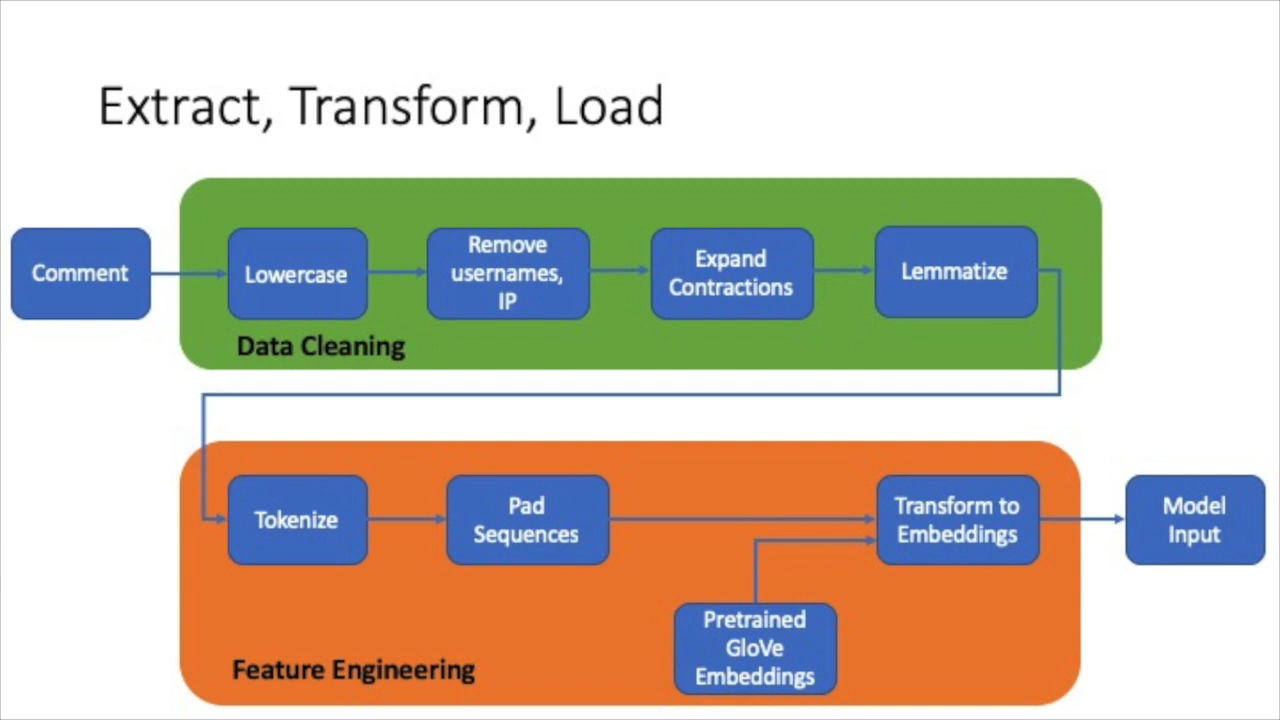 Extract, Transform, Load
Comment
Lowercase
Remove
usernames,
IP
Expand
Contractions
Lemmatize
Data Cleaning
Tokenize
Pad
Sequences
Transform to
Embeddings
Model
Input
Pretrained
GloVe
Embeddings
Feature Engineering